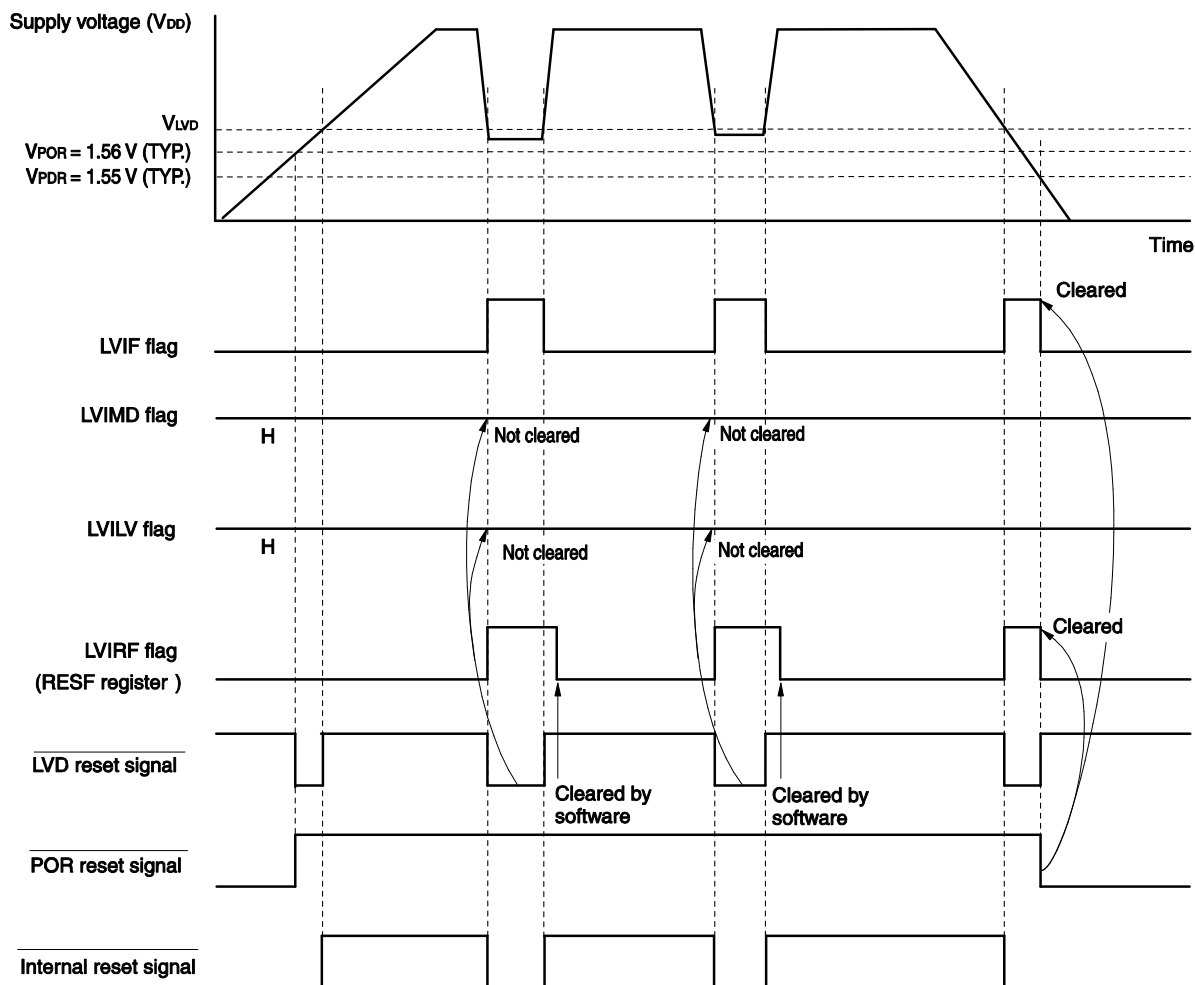 Supply voltage (VDD)
VLVD
VPOR = 1.56 V (TYP.)
VPDR = 1.55 V (TYP.)
Time
Cleared
LVIF flag
LVIMD flag
H
Not cleared
Not cleared
LVILV flag
H
Not cleared
Not cleared
Cleared
LVIRF flag
(RESF register )
LVD reset signal
Cleared by
software
Cleared by
software
POR reset signal
Internal reset signal